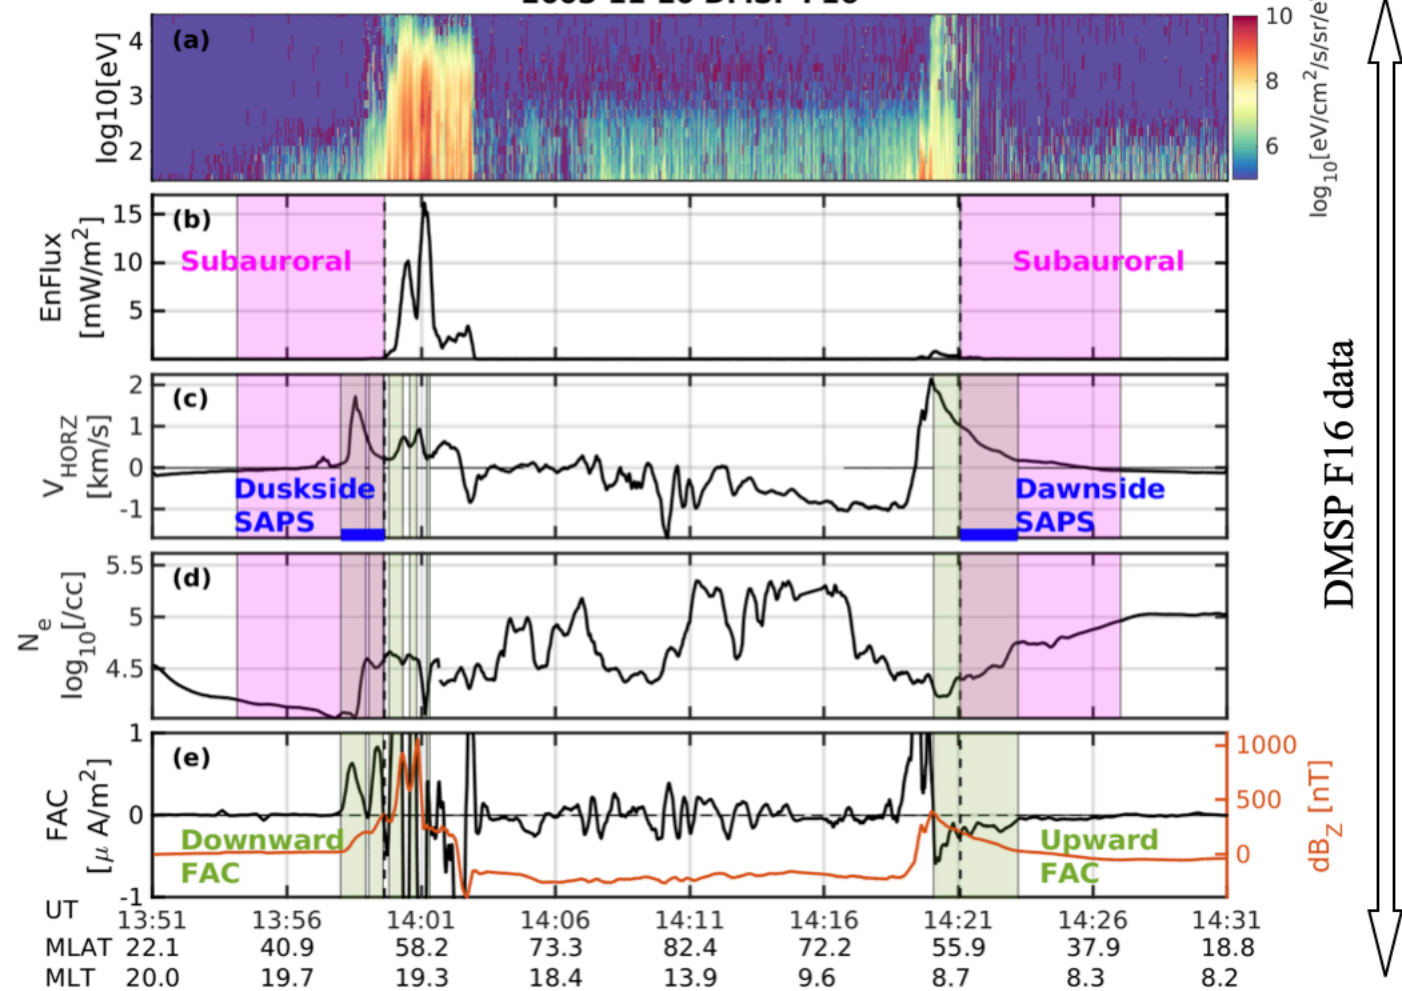 2003-11-20 DMSP F16
(a)
log10[eV]
4
3
2
10
8
6
log10[eV/cm2/s/sr/e
(b)
EnFlux
[mW/m2]
15
10
5
Subauroral
Subauroral
(c)
VHORZ
[km/s]
2
1
0
-1
Duskside
SAPS
Dawnside
SAPS
(d)
Ne
log10[/cc]
5.5
5
4.5
(e)
FAC
[μ A/m2]
1
0
-1
Downward
FAC
Upward
FAC
1000
500
0
dBZ [nT]
UT 13:51 13:56 14:01 14:06 14:11 14:16 14:21 14:26 14:31
MLAT 22.1 40.9 58.2 73.3 82.4 72.2 55.9 37.9 18.8
MLT 20.0 19.7 19.3 18.4 13.9 9.6 8.7 8.3 8.2
DMSP F16 data